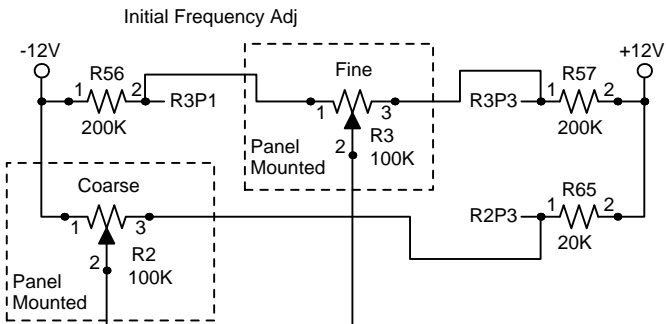 Initial Frequency Adj
-12V
+12V
Fine
R56
R57
1
2
R3P1
1
3
R3P3
1
2
200K
R3
200K
2
100K
Panel
Mounted
Coarse
R65
1
3
R2P3
1
2
R2
20K
2
100K
Panel
Mounted